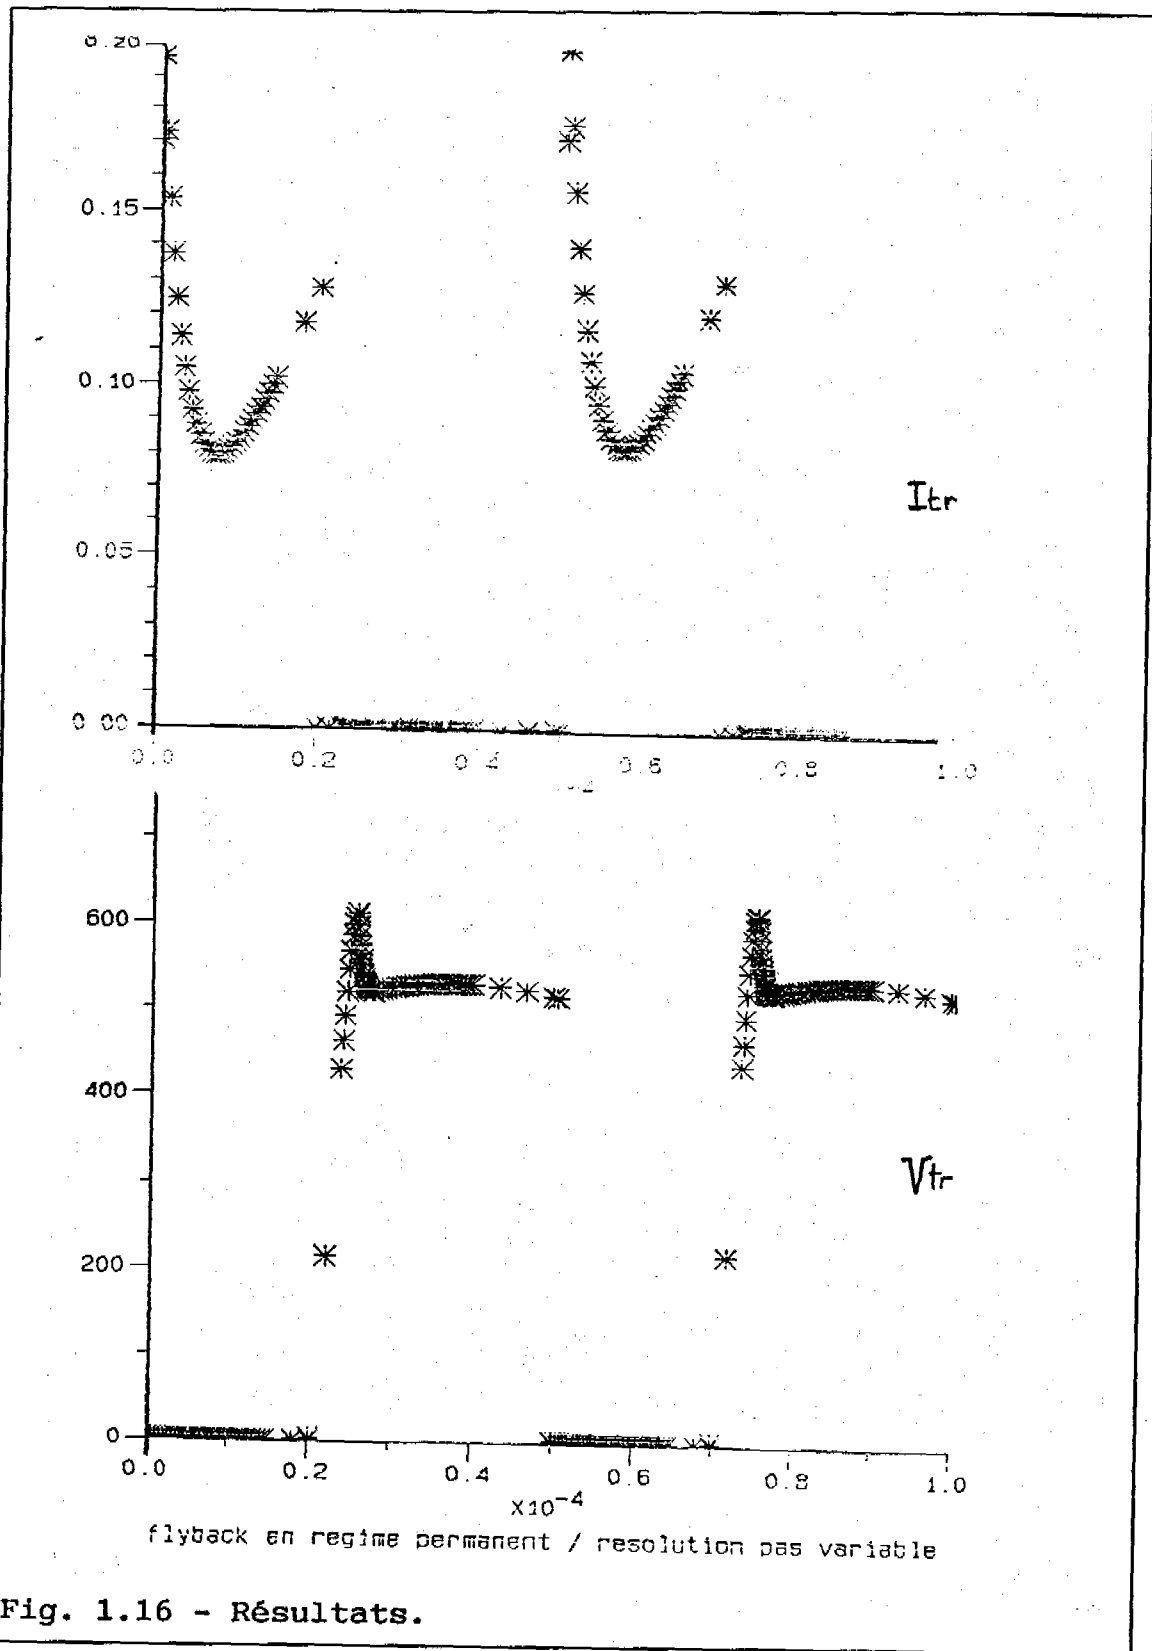 0.20
0.15
0.10
0.05
0.00
Itr
0.0 0.2 0.4 0.6 0.8 1.0
600
400
200
0
Vtr
0.0 0.2 0.4 0.6 0.8 1.0
X10-4
flyback en regime permanent / resolution pas variable
Fig. 1.16 - Résultats.